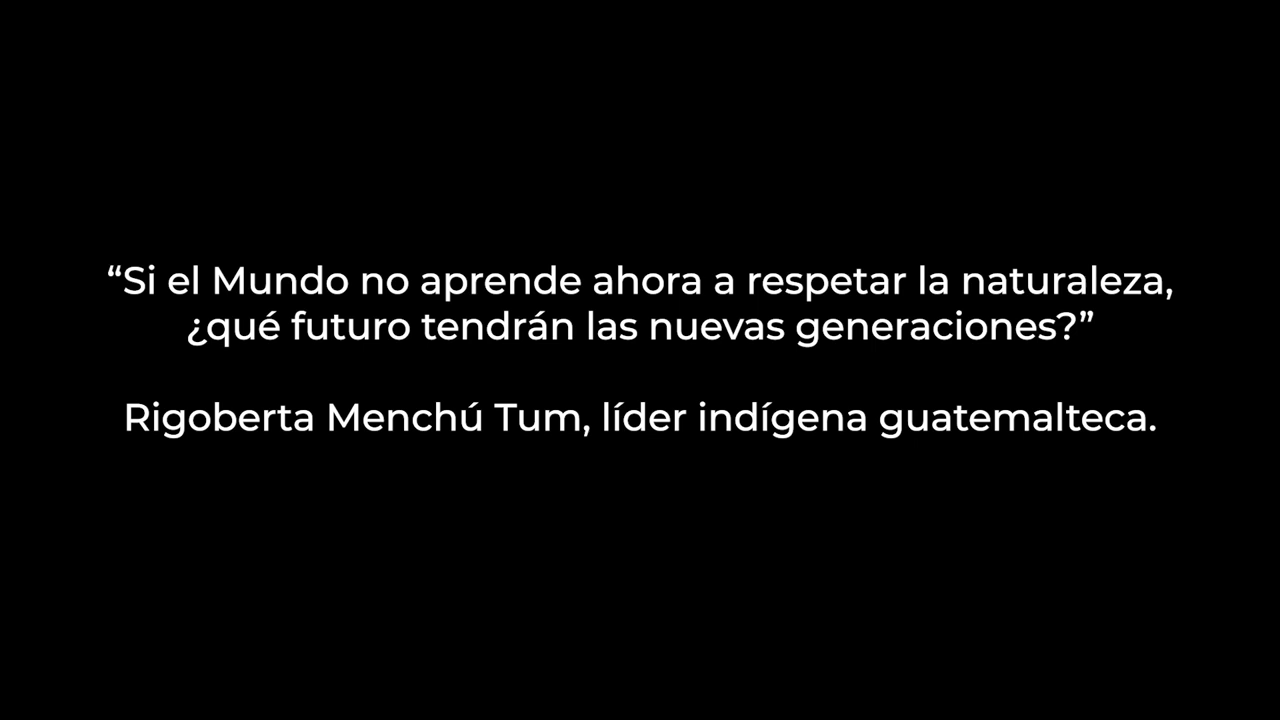 “Si el Mundo no aprende ahora a respetar la naturaleza,
¿qué futuro tendrán las nuevas generaciones?”
Rigoberta Menchú Tum, líder indígena guatemalteca.